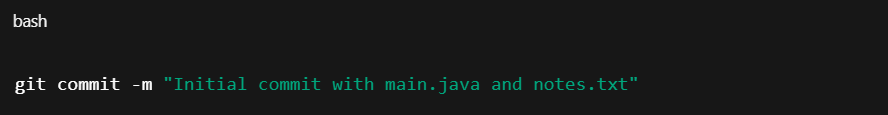 bash
git commit -m "Initial commit with main.java and notes.txt"